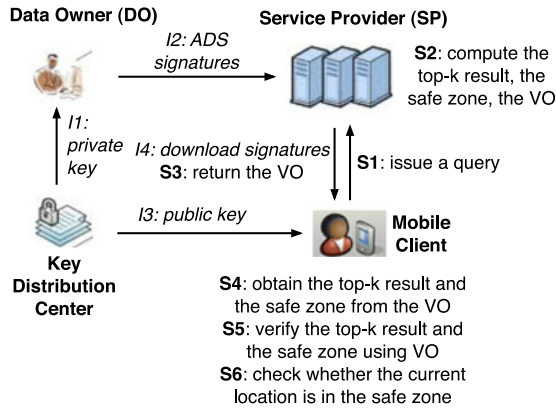 Data Owner (DO)
Service Provider (SP)
I2: ADS
signatures
S2: compute the
top-k result, the
safe zone, the VO
I1:
private
key
I4: download signatures
S3: return the VO
S1: issue a query
I3: public key
Mobile
Client
Key
Distribution
Center
S4: obtain the top-k result and
the safe zone from the VO
S5: verify the top-k result and
the safe zone using VO
S6: check whether the current
location is in the safe zone